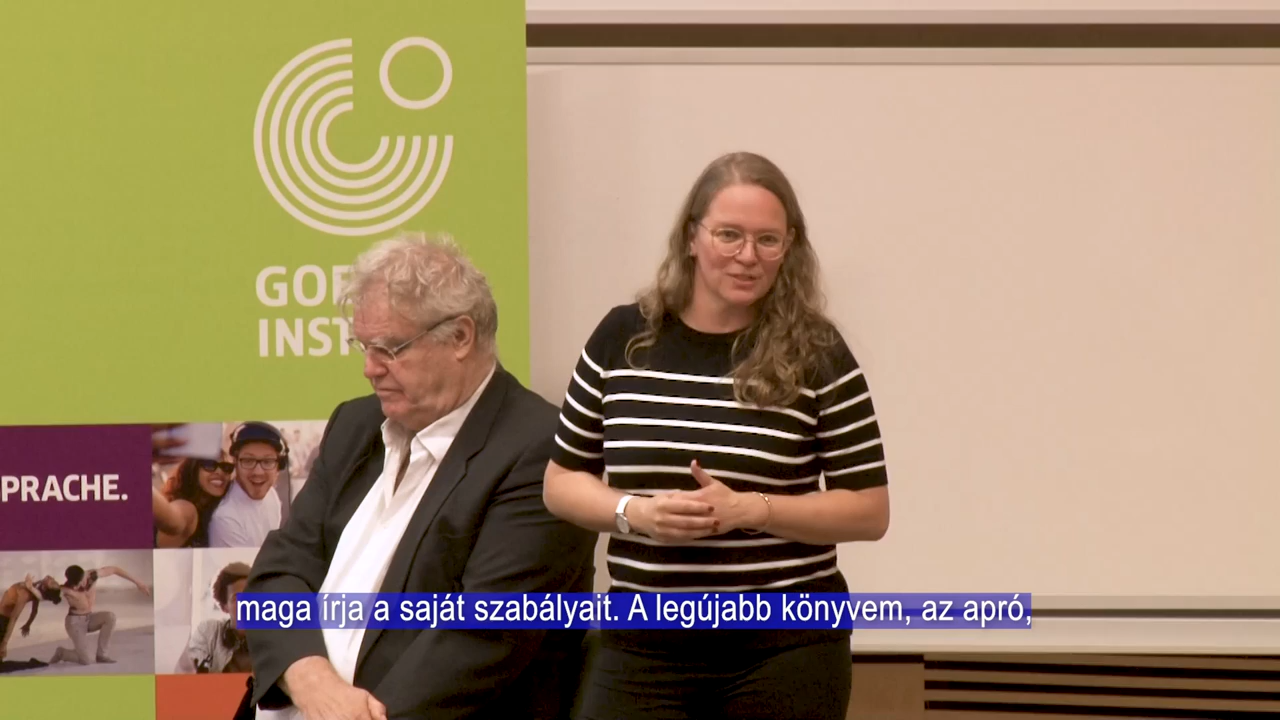 GOE
INST
PRACHE.
maga írja a saját szabályait. A legújabb könyvem, az apró,